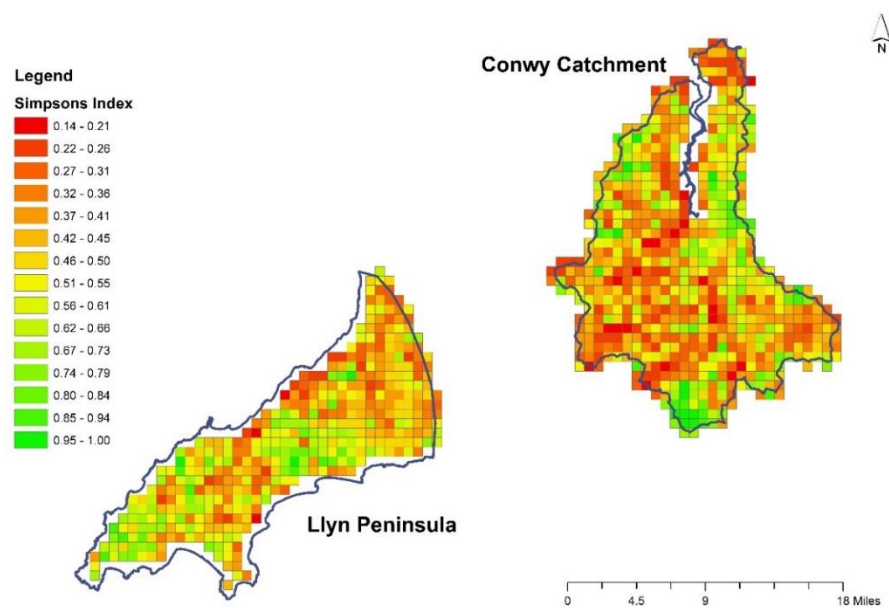 Conwy Catchment
N
Legend
Simpsons Index
0.14 - 0.21
0.22 - 0.26
0.27 - 0.31
0.32 - 0.36
0.37 - 0.41
0.42 - 0.45
0.46 - 0.50
0.51 - 0.55
0.56 - 0.61
0.62 - 0.66
0.67 - 0.73
0.74 - 0.79
0.80 - 0.84
0.85 - 0.94
0.95 - 1.00
Llyn Peninsula
0 4.5 9 18 Miles